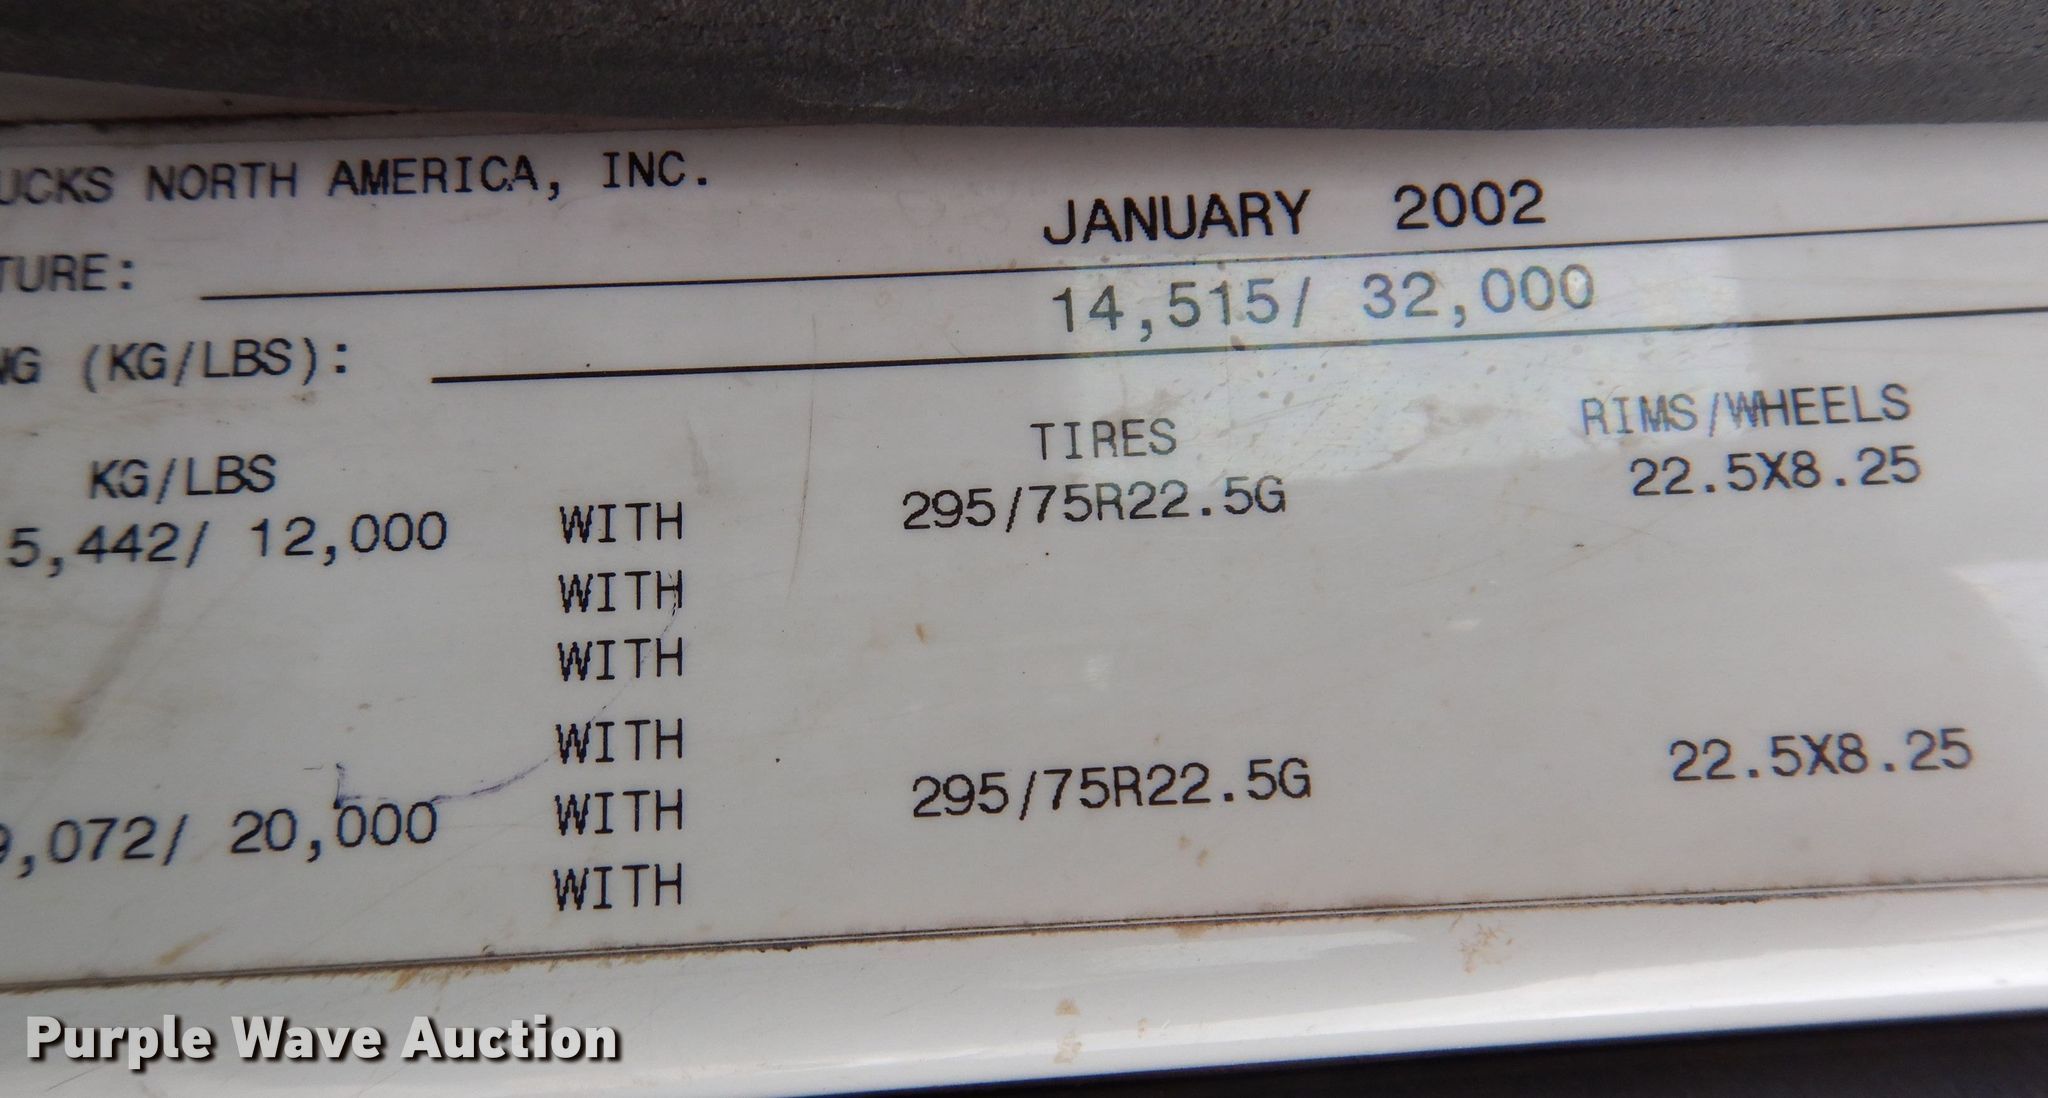 UCKS NORTH AMERICA, INC.
JANUARY 2002
TURE:
14,515/ 32,000
NG (KG/LBS):
KG/LBS TIRES RIMS/WHEELS
5,442/ 12,000 WITH 295/75R22.5G 22.5X8.25
WITH
WITH
WITH
9,072/ 20,000 WITH 295/75R22.5G 22.5X8.25
WITH
Purple Wave Auction